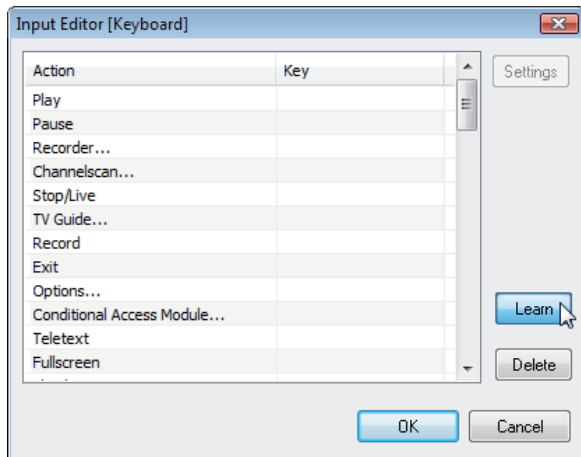 Input Editor [Keyboard]
Action Key
Settings
Play
Pause
Recorder...
Channelscan...
Stop/Live
TV Guide...
Record
Exit
Options...
Conditional Access Module...
Learn
Teletext
Fullscreen
Delete
OK Cancel